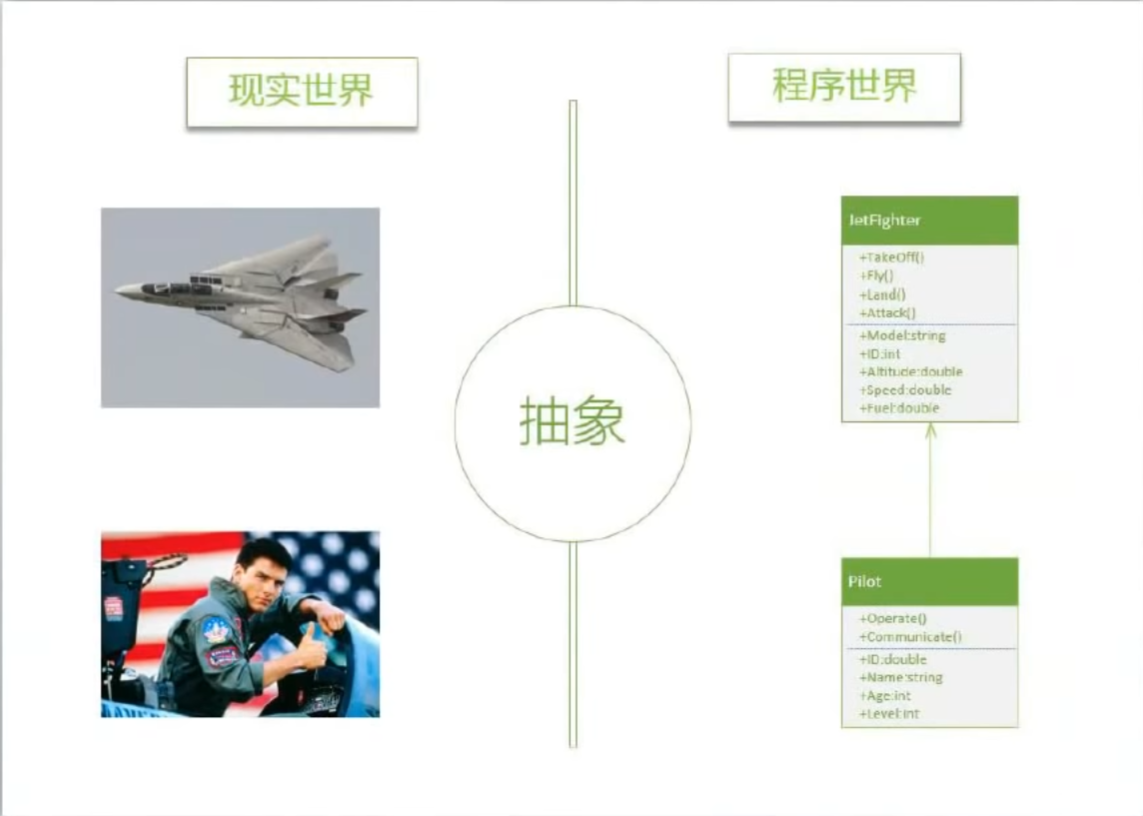 现实世界
程序世界
抽象
JetFighter
+TakeOff()
+Fly()
+Land()
+Attack()
+Model:string
+ID:int
+Altitude:double
+Speed:double
+Fuel:double
Pilot
+Operate()
+Communicate()
+ID:double
+Name:string
+Age:int
+Level:int